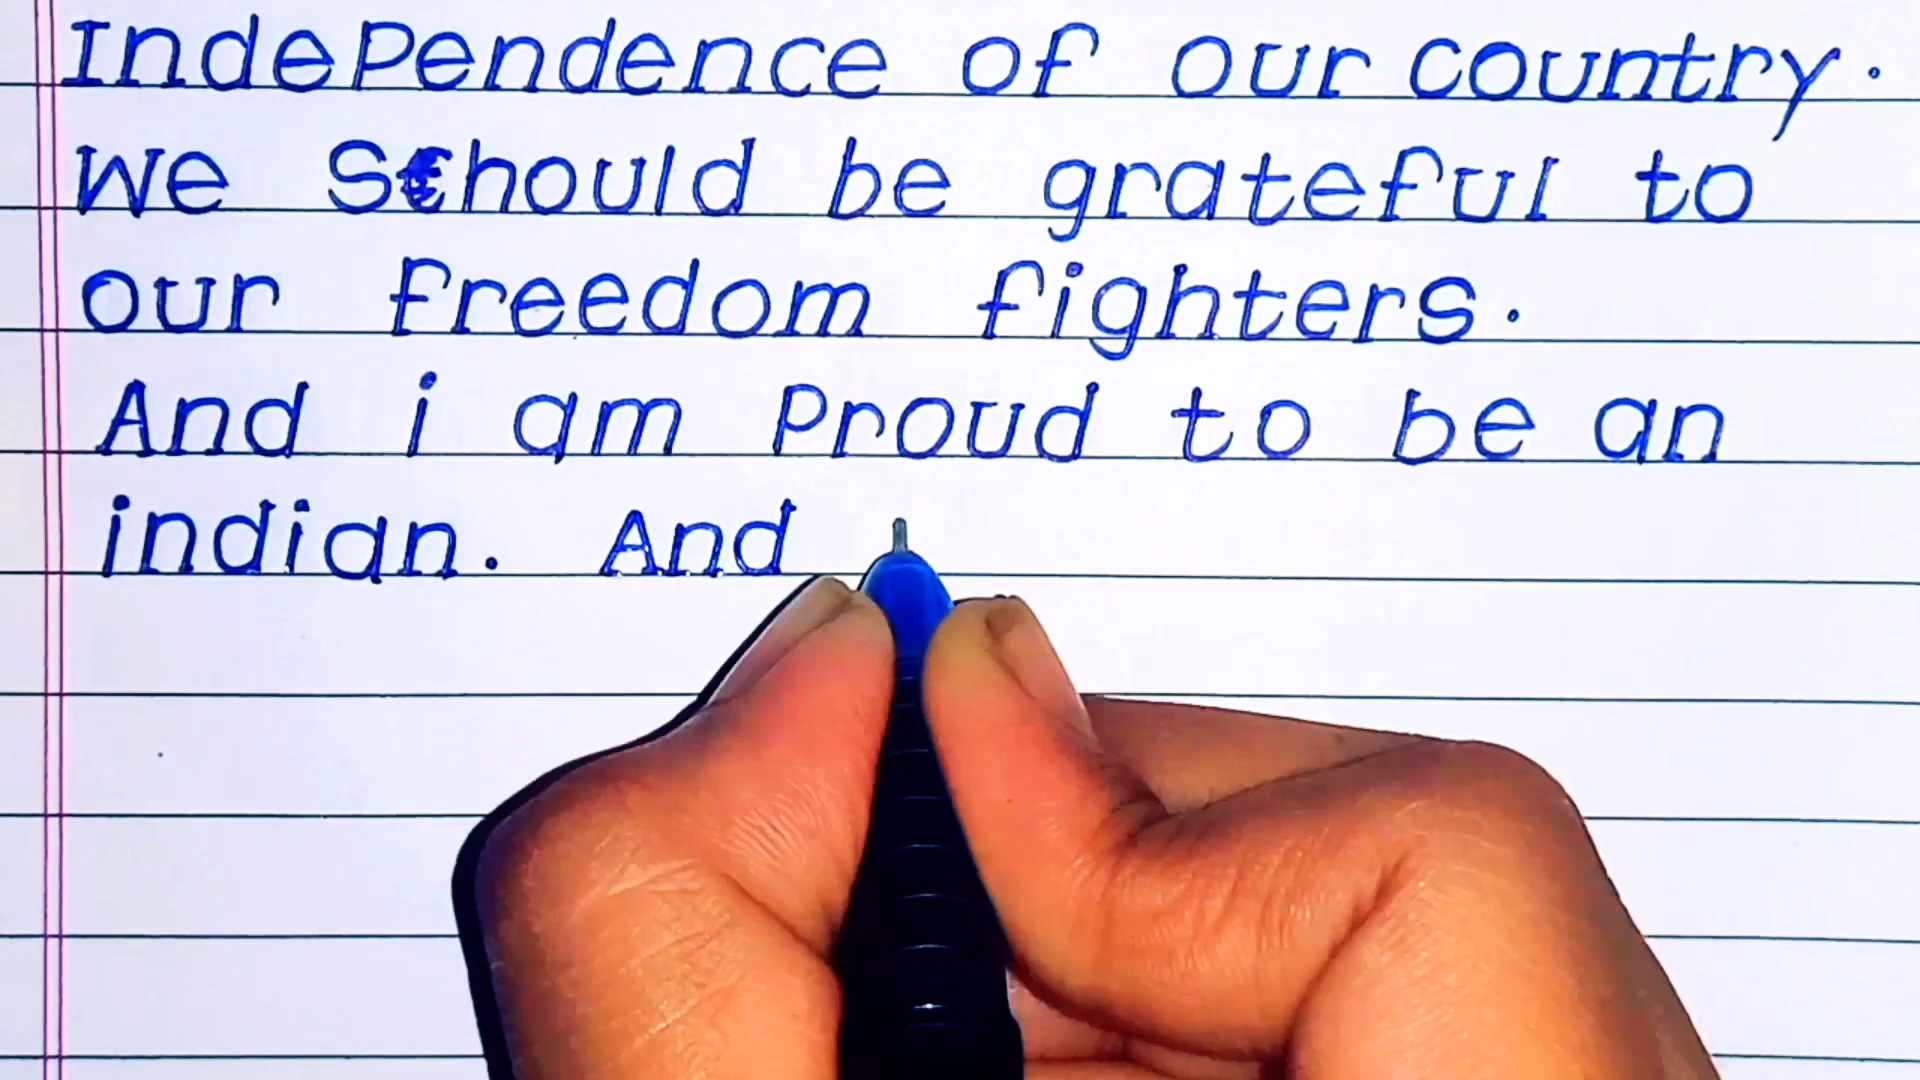 Independence of our country.
We should be grateful to
our freedom fighters.
And i am Proud to be an
indian. And